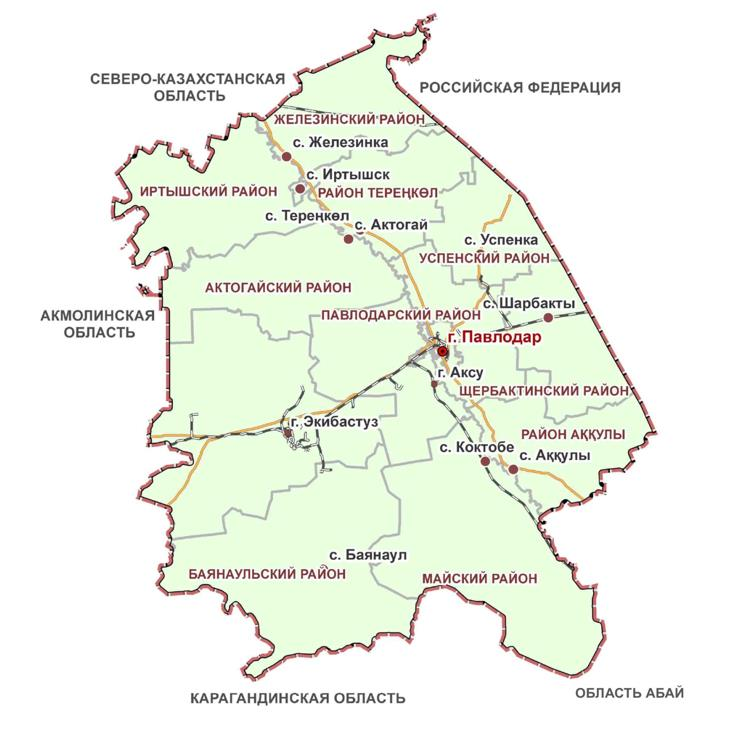 СЕВЕРО-КАЗАХСТАНСКАЯ
ОБЛАСТЬ
РОССИЙСКАЯ ФЕДЕРАЦИЯ
ЖЕЛЕЗИНСКИЙ РАЙОН
с. Железинка
с. Иртышск
ИРТЫШСКИЙ РАЙОН
РАЙОН ТЕРЕҢКӨЛ
с. Тереңкөл
с. Актогай
с. Успенка
УСПЕНСКИЙ РАЙОН
АКТОГАЙСКИЙ РАЙОН
с. Шарбакты
АКМОЛИНСКАЯ
ОБЛАСТЬ
ПАВЛОДАРСКИЙ РАЙОН
г. Павлодар
г. Аксу
ЩЕРБАКТИНСКИЙ РАЙОН
г. Экибастуз
РАЙОН АҚҚУЛЫ
с. Коктобе
с. Аққулы
с. Баянаул
БАЯНАУЛЬСКИЙ РАЙОН
МАЙСКИЙ РАЙОН
КАРАГАНДИНСКАЯ ОБЛАСТЬ
ОБЛАСТЬ АБАЙ